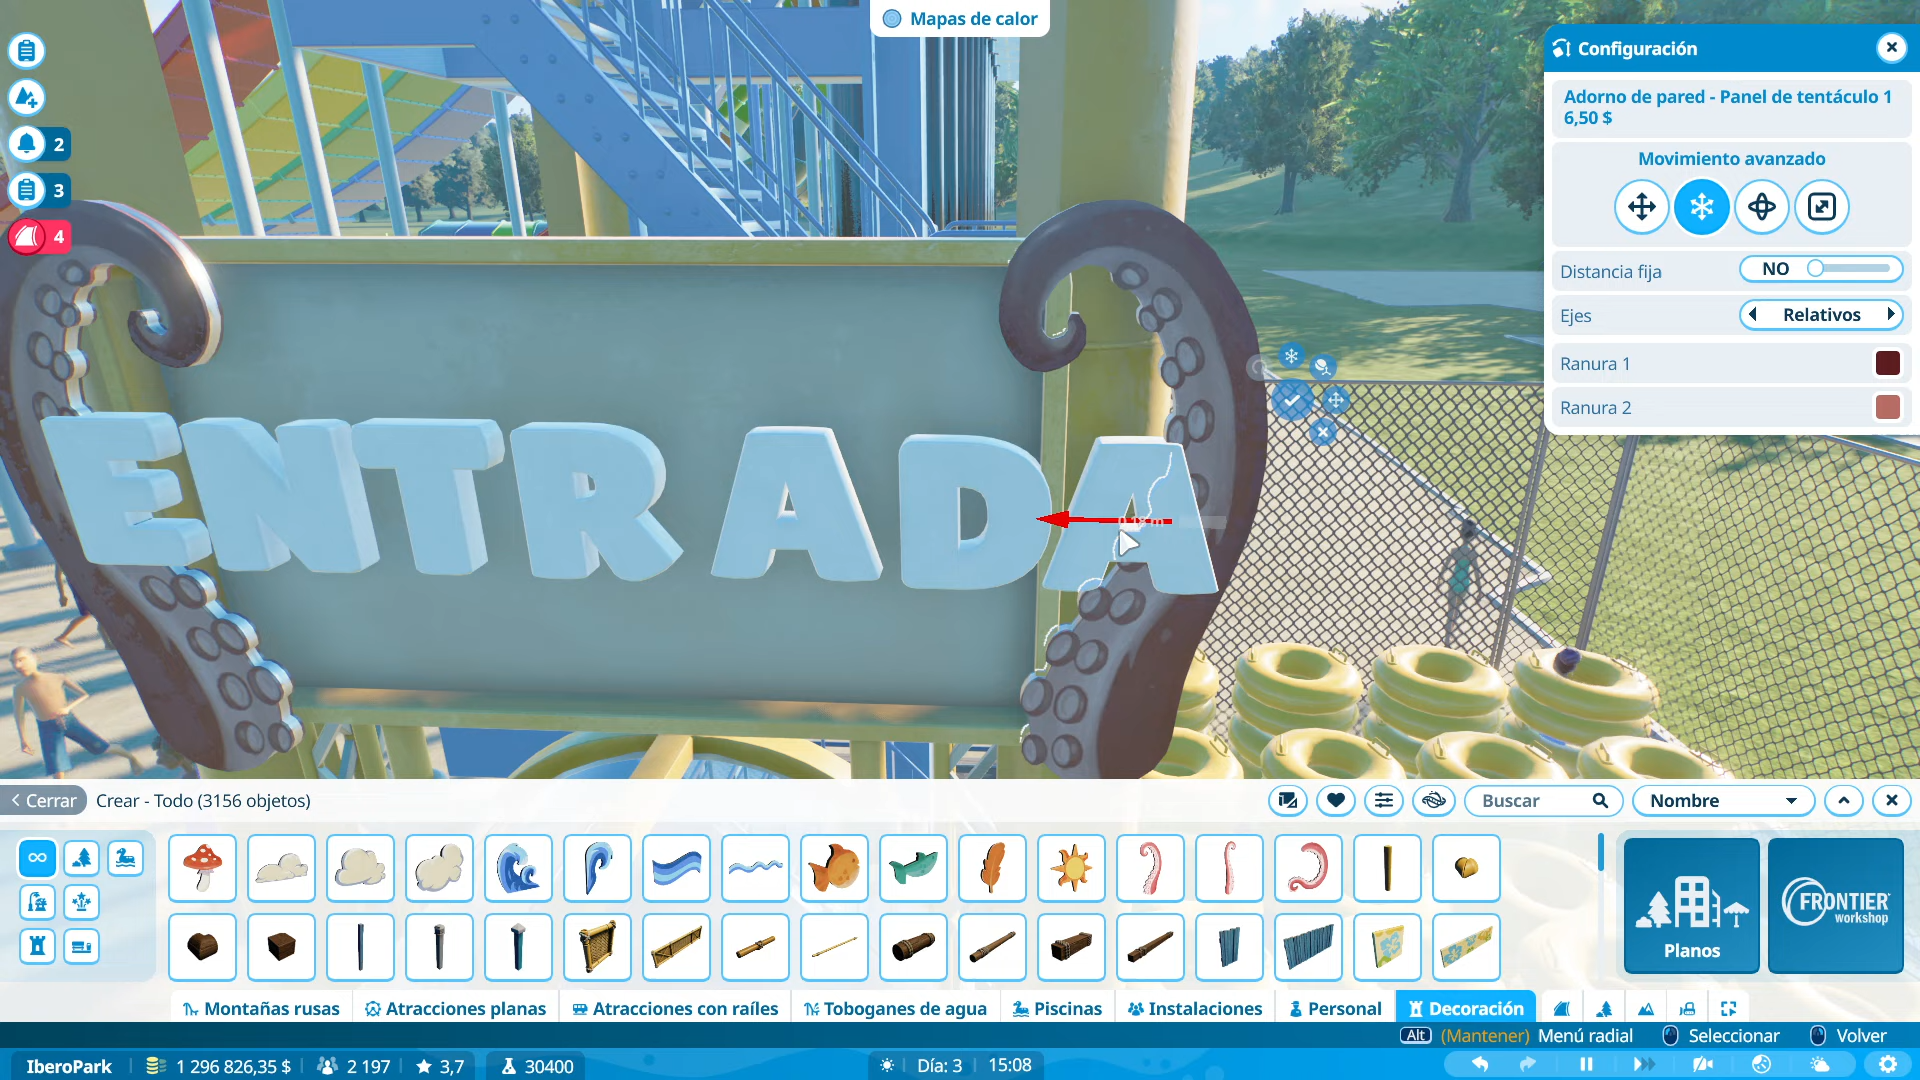 Mapas de calor
2
3
4
Configuración
Adorno de pared - Panel de tentáculo 1
6,50 $
Movimiento avanzado
Distancia fija NO
Ejes Relativos
Ranura 1
Ranura 2
ENTRADA
Cerrar Crear - Todo (3156 objetos)
Buscar
Nombre
Planos
FRONTIER
workshop
Montañas rusas Atracciones planas Atracciones con raíles Toboganes de agua Piscinas Instalaciones Personal Decoración
Alt (Mantener) Menú radial Seleccionar Volver
IberoPark 1 296 826,35 $ 2 197 3,7 30400 Día: 3 15:08